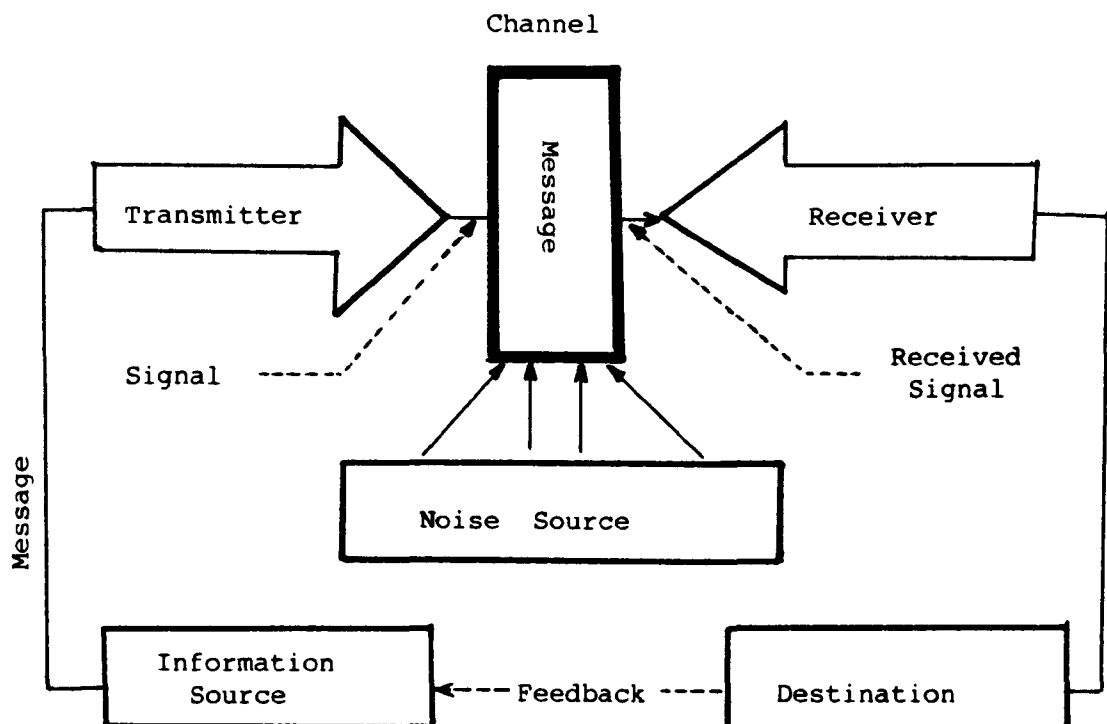 Channel
Message
Transmitter
Receiver
Signal
Received
Signal
Noise Source
Message
Information
Source
Feedback
Destination